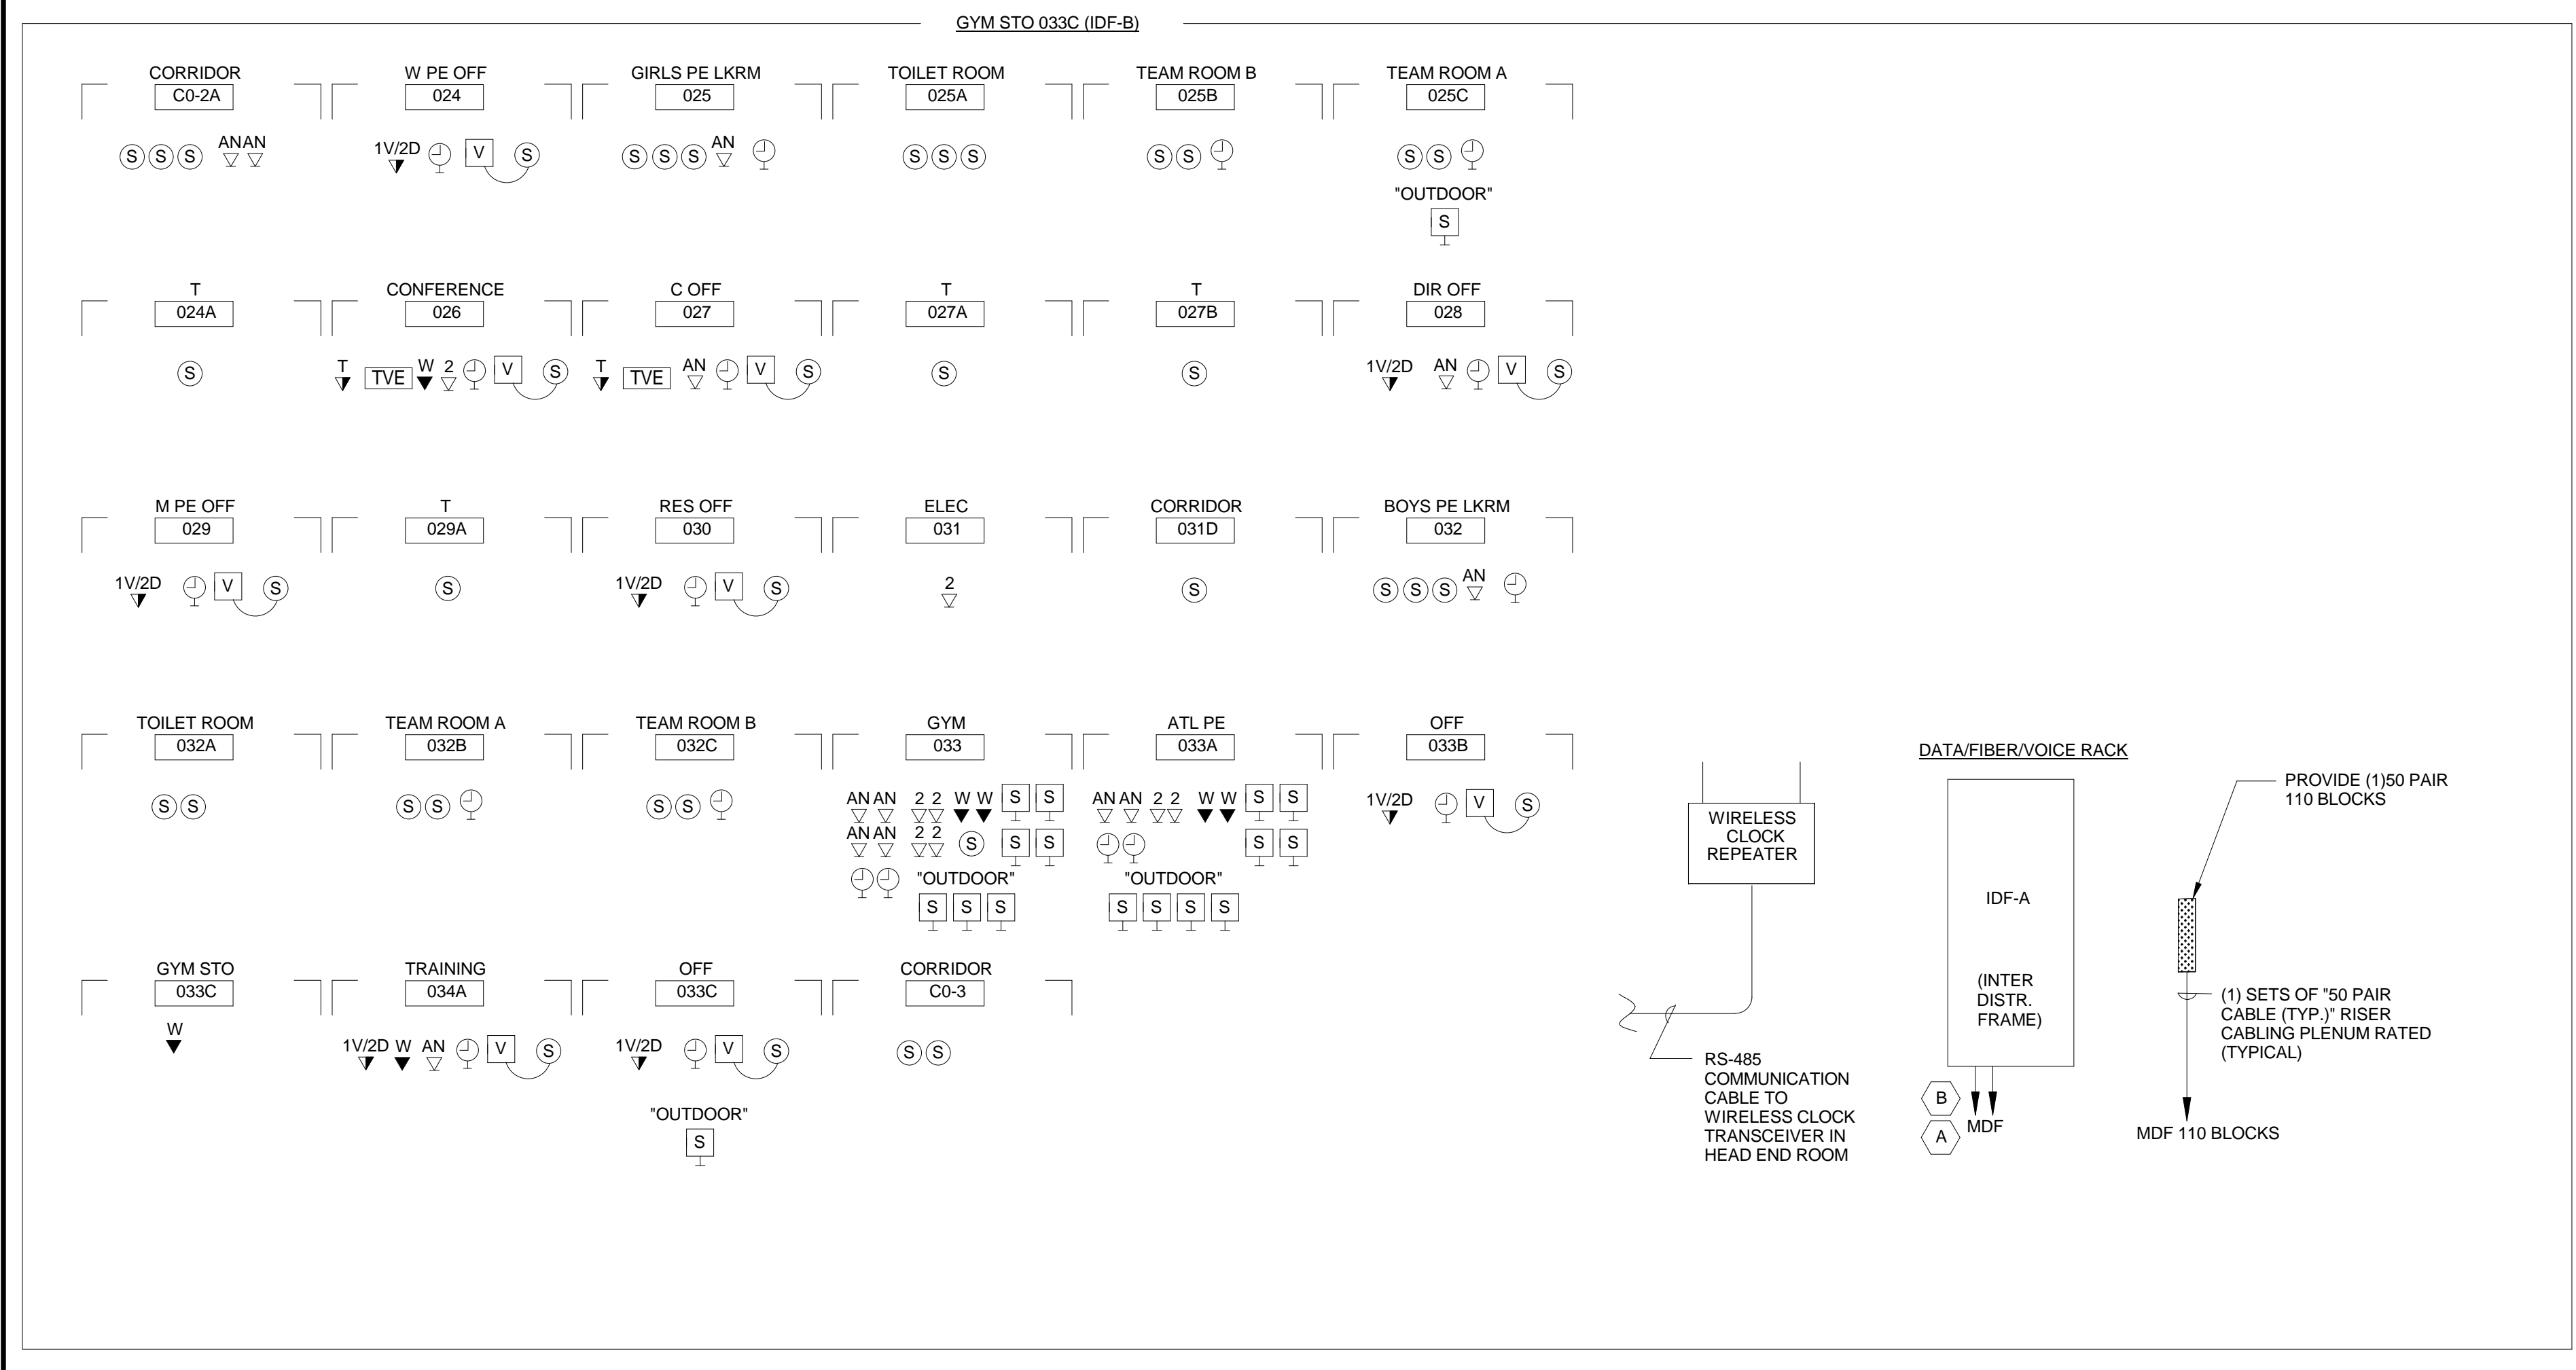 GYM STO 033C (IDF-B)
CORRIDOR
C0-2A
S S S AN AN
W PE OFF
024
1V/2D V S
GIRLS PE LKRM
025
S S S AN
TOILET ROOM
025A
S S S
TEAM ROOM B
025B
S S
TEAM ROOM A
025C
S S
"OUTDOOR"
S
T
024A
S
CONFERENCE
026
T TVE W 2 V S
C OFF
027
T TVE AN V S
T
027A
S
T
027B
S
DIR OFF
028
1V/2D AN V S
M PE OFF
029
1V/2D V S
T
029A
S
RES OFF
030
1V/2D V S
ELEC
031
2
CORRIDOR
031D
S
BOYS PE LKRM
032
S S S AN
TOILET ROOM
032A
S S
TEAM ROOM A
032B
S S
TEAM ROOM B
032C
S S
GYM
033
AN AN 2 2 W W S S
AN AN 2 2 S S S
"OUTDOOR"
S S S
ATL PE
033A
AN AN 2 2 W W S S
S S
"OUTDOOR"
S S S S
OFF
033B
1V/2D V S
GYM STO
033C
W
TRAINING
034A
1V/2D W AN V S
OFF
033C
1V/2D V S
"OUTDOOR"
S
CORRIDOR
C0-3
S S
WIRELESS
CLOCK
REPEATER
RS-485
COMMUNICATION
CABLE TO
WIRELESS CLOCK
TRANSCEIVER IN
HEAD END ROOM
DATA/FIBER/VOICE RACK
IDF-A
(INTER
DISTR.
FRAME)
B
A
MDF
PROVIDE (1)50 PAIR
110 BLOCKS
(1) SETS OF "50 PAIR
CABLE (TYP.)" RISER
CABLING PLENUM RATED
(TYPICAL)
MDF 110 BLOCKS